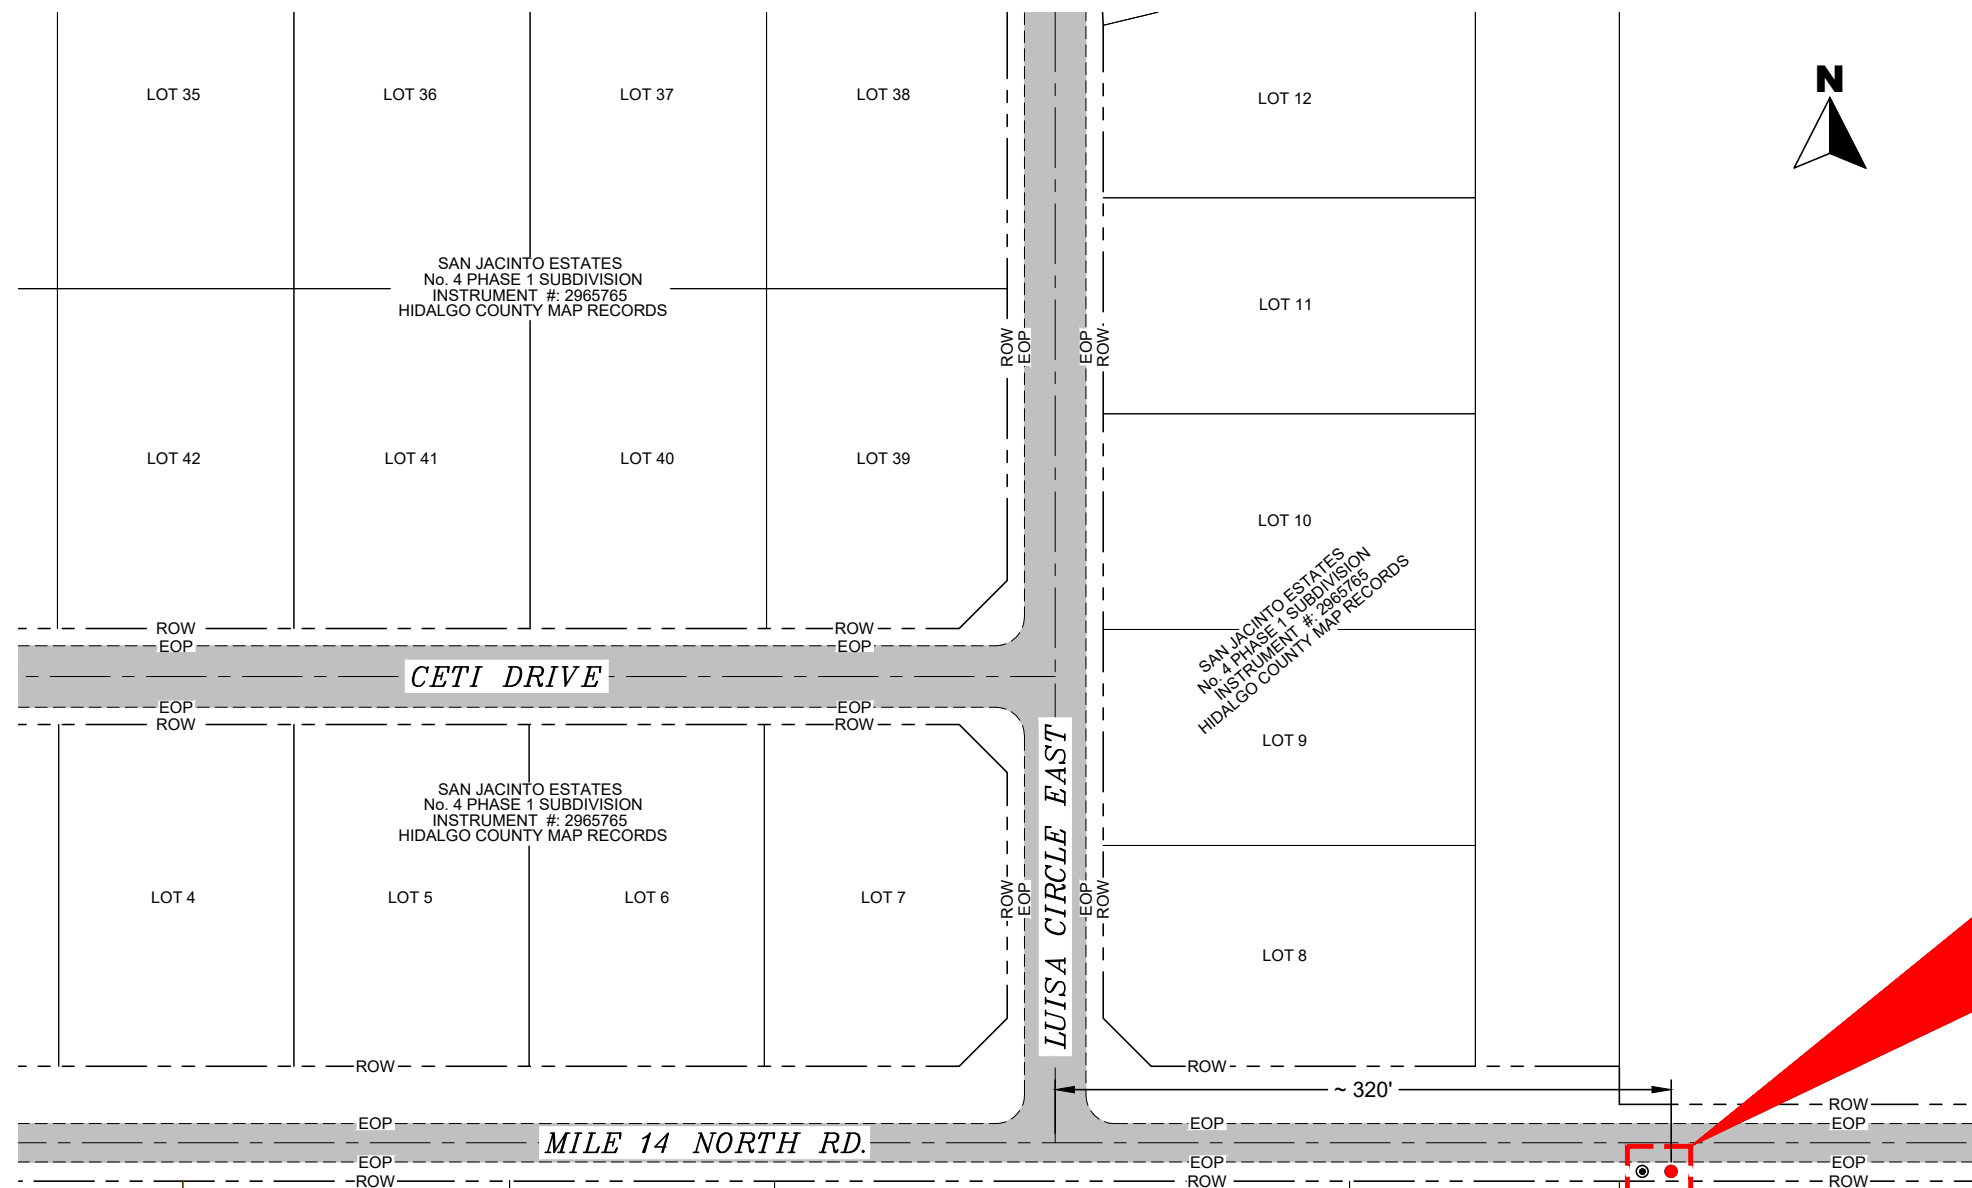 LOT 35
LOT 36
LOT 37
LOT 38
LOT 12
N
SAN JACINTO ESTATES
No. 4 PHASE 1 SUBDIVISION
INSTRUMENT #: 2965765
HIDALGO COUNTY MAP RECORDS
LOT 11
ROW
EOP
EOP
ROW
LOT 42
LOT 41
LOT 40
LOT 39
LOT 10
SAN JACINTO ESTATES
No. 4 PHASE 1 SUBDIVISION
INSTRUMENT #: 2965765
HIDALGO COUNTY MAP RECORDS
ROW
EOP
ROW
EOP
CETI DRIVE
EOP
ROW
EOP
ROW
LOT 9
SAN JACINTO ESTATES
No. 4 PHASE 1 SUBDIVISION
INSTRUMENT #: 2965765
HIDALGO COUNTY MAP RECORDS
LUISA CIRCLE EAST
LOT 4
LOT 5
LOT 6
LOT 7
ROW
EOP
EOP
ROW
LOT 8
ROW
ROW
~ 320'
ROW
EOP
EOP
EOP
MILE 14 NORTH RD.
EOP
ROW
EOP
ROW
EOP
ROW